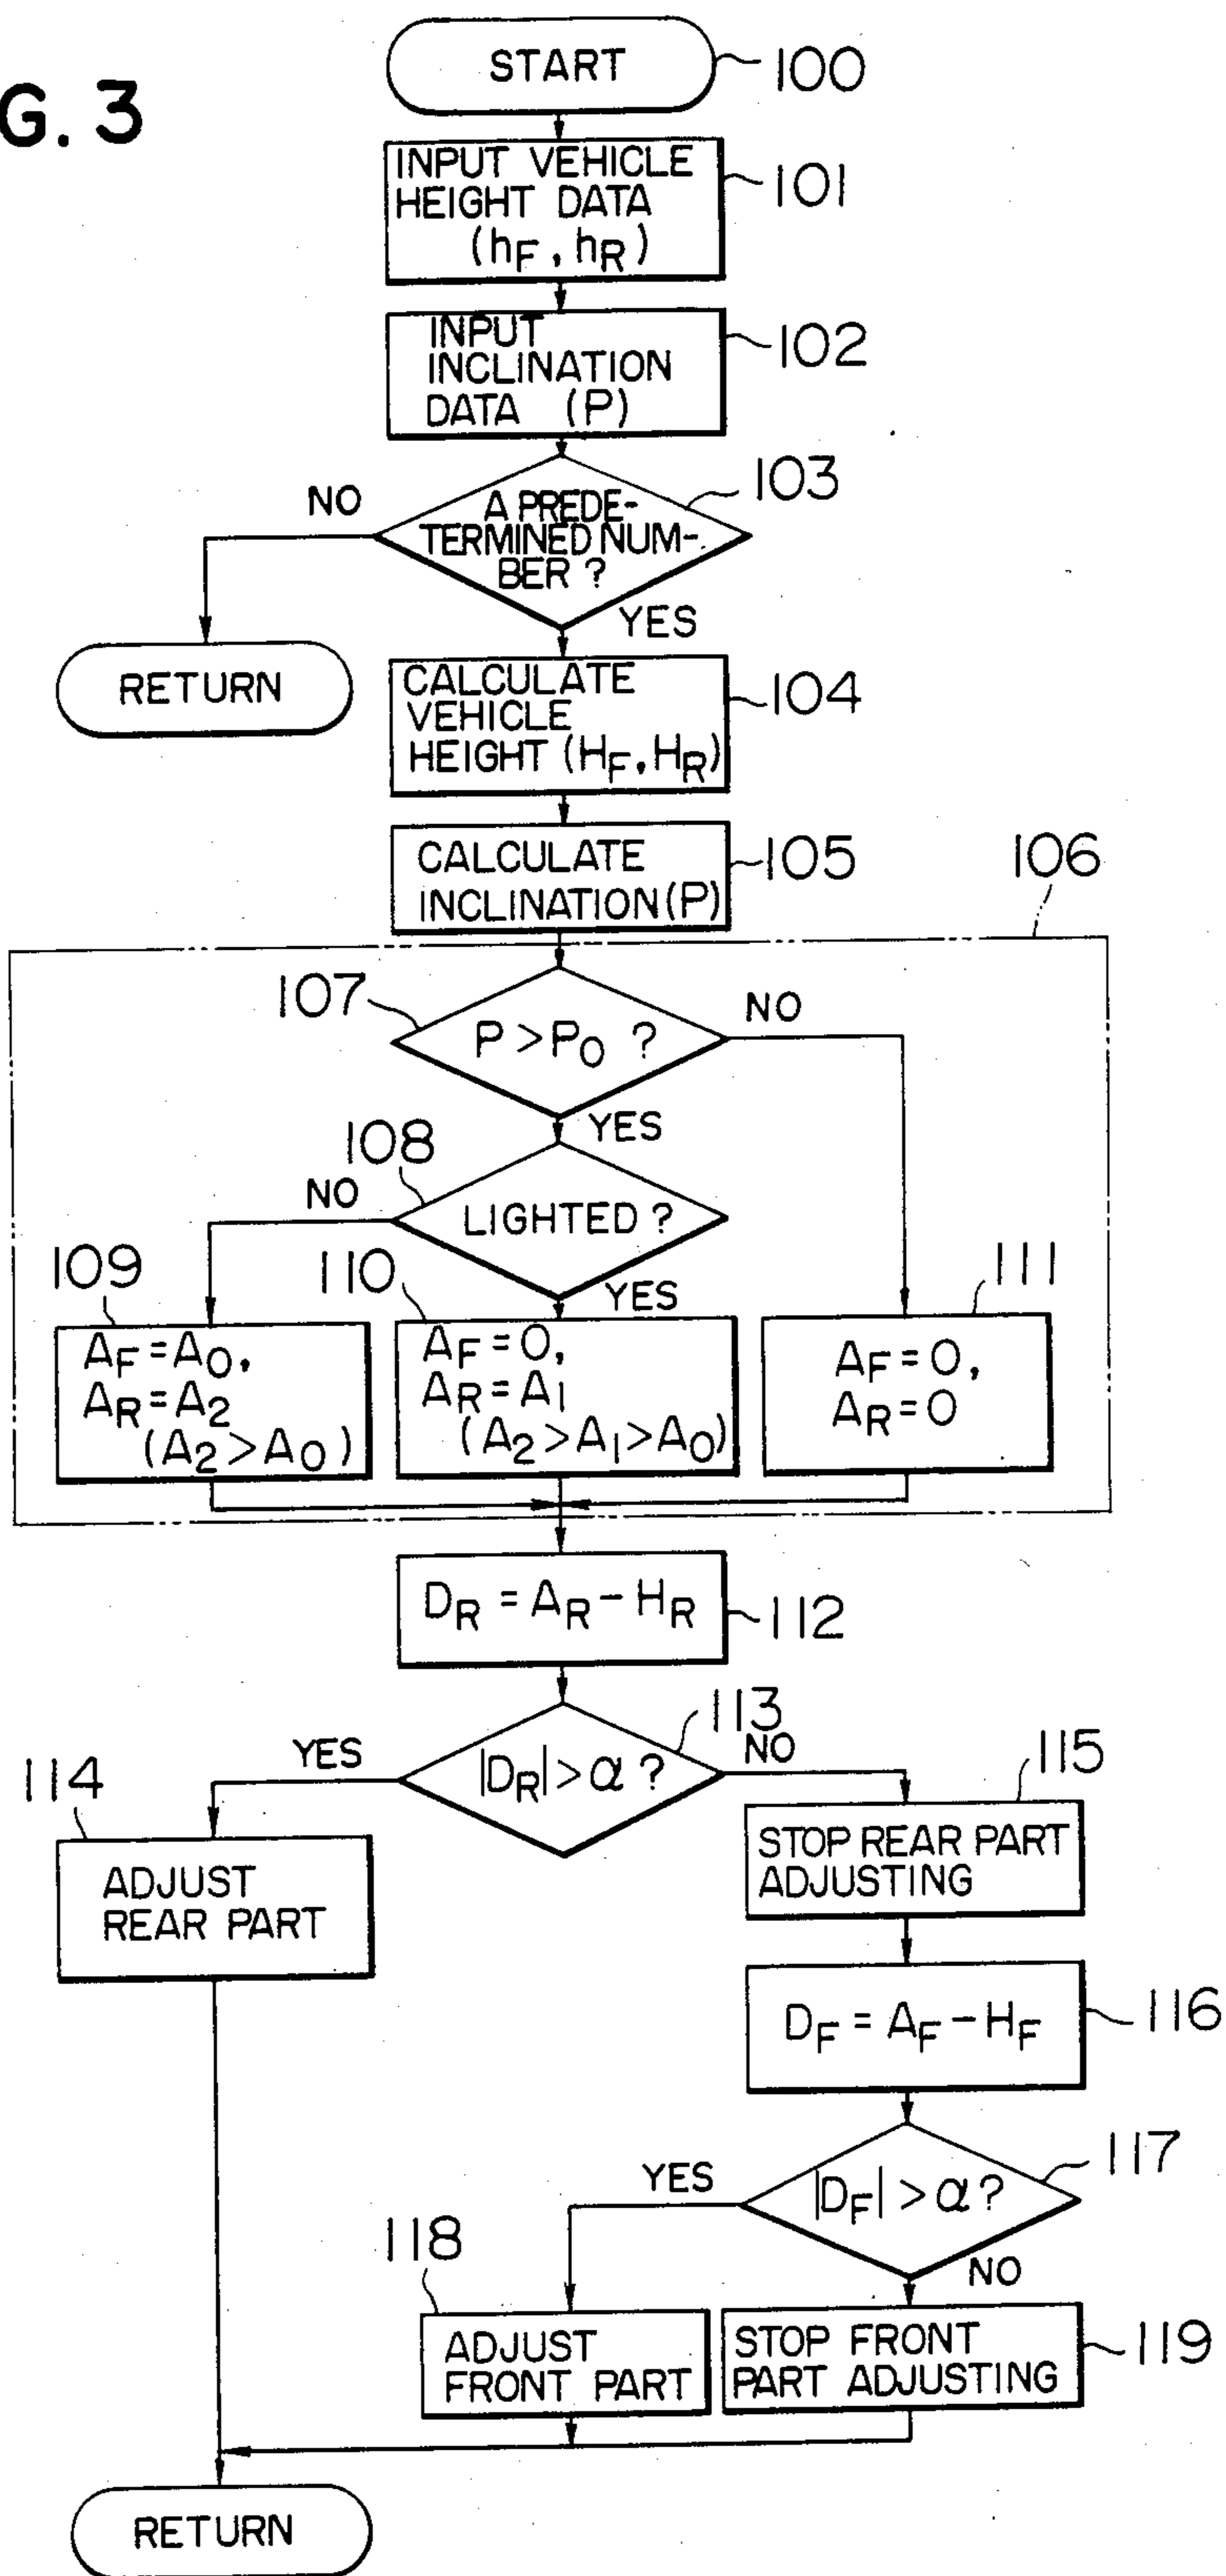 G. 3
START
100
INPUT VEHICLE
HEIGHT DATA
(hF, hR)
101
INPUT
INCLINATION
DATA (P)
102
NO
A PREDE-
TERMINED NUM-
BER ?
103
YES
RETURN
CALCULATE
VEHICLE
HEIGHT (HF, HR)
104
CALCULATE
INCLINATION (P)
105
106
107
P > P0 ?
NO
YES
108
NO
LIGHTED ?
YES
109
AF = A0,
AR = A2
(A2 > A0)
110
AF = 0,
AR = A1
(A2 > A1 > A0)
111
AF = 0,
AR = 0
DR = AR - HR
112
113
YES
|DR| > α ?
NO
114
ADJUST
REAR PART
115
STOP REAR PART
ADJUSTING
DF = AF - HF
116
117
YES
|DF| > α ?
NO
118
ADJUST
FRONT PART
STOP FRONT
PART ADJUSTING
119
RETURN